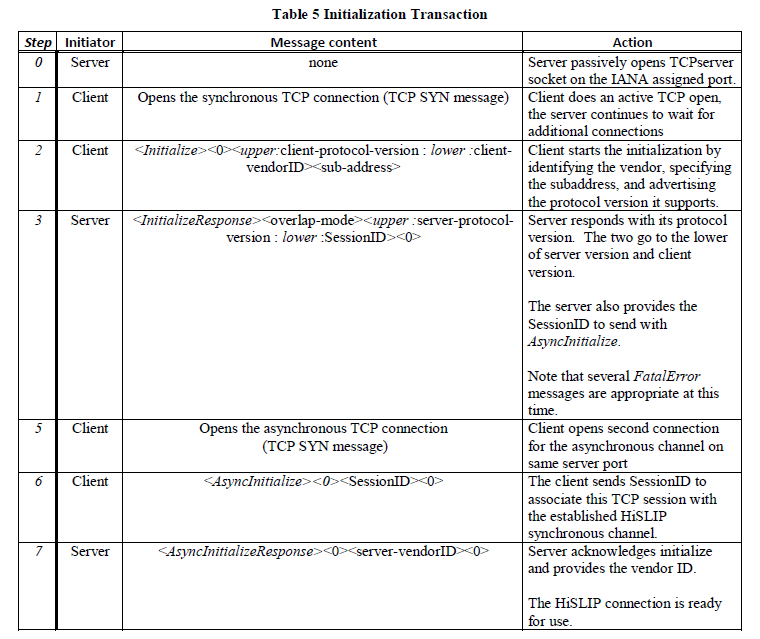 Table 5 Initialization Transaction
Step Initiator Message content Action
0 Server none Server passively opens TCPserver
socket on the IANA assigned port.
1 Client Opens the synchronous TCP connection (TCP SYN message) Client does an active TCP open,
the server continues to wait for
additional connections
2 Client <Initialize><0><upper:client-protocol-version : lower :client-
vendorID><sub-address>
Client starts the initialization by
identifying the vendor, specifying
the subaddress, and advertising
the protocol version it supports.
3 Server <InitializeResponse><overlap-mode><upper :server-protocol-
version : lower :SessionID><0>
Server responds with its protocol
version. The two go to the lower
of server version and client
version.
The server also provides the
SessionID to send with
AsyncInitialize.
Note that several FatalError
messages are appropriate at this
time.
5 Client Opens the asynchronous TCP connection
(TCP SYN message)
Client opens second connection
for the asynchronous channel on
same server port
6 Client <AsyncInitialize><0><SessionID><0>
The client sends SessionID to
associate this TCP session with
the established HiSLIP
synchronous channel.
7 Server <AsyncInitializeResponse><0><server-vendorID><0>
Server acknowledges initialize
and provides the vendor ID.
The HiSLIP connection is ready
for use.